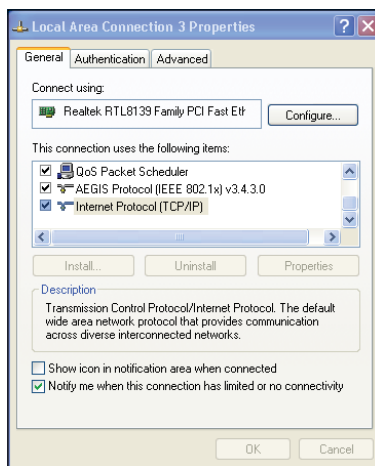 Local Area Connection 3 Properties
General Authentication Advanced
Connect using:
Realtek RTL8139 Family PCI Fast Eth
Configure...
This connection uses the following items:
QoS Packet Scheduler
AEGIS Protocol (IEEE 802.1x) v3.4.3.0
Internet Protocol (TCP/IP)
Install... Uninstall Properties
Description
Transmission Control Protocol/Internet Protocol. The default
wide area network protocol that provides communication
across diverse interconnected networks.
Show icon in notification area when connected
Notify me when this connection has limited or no connectivity
OK Cancel